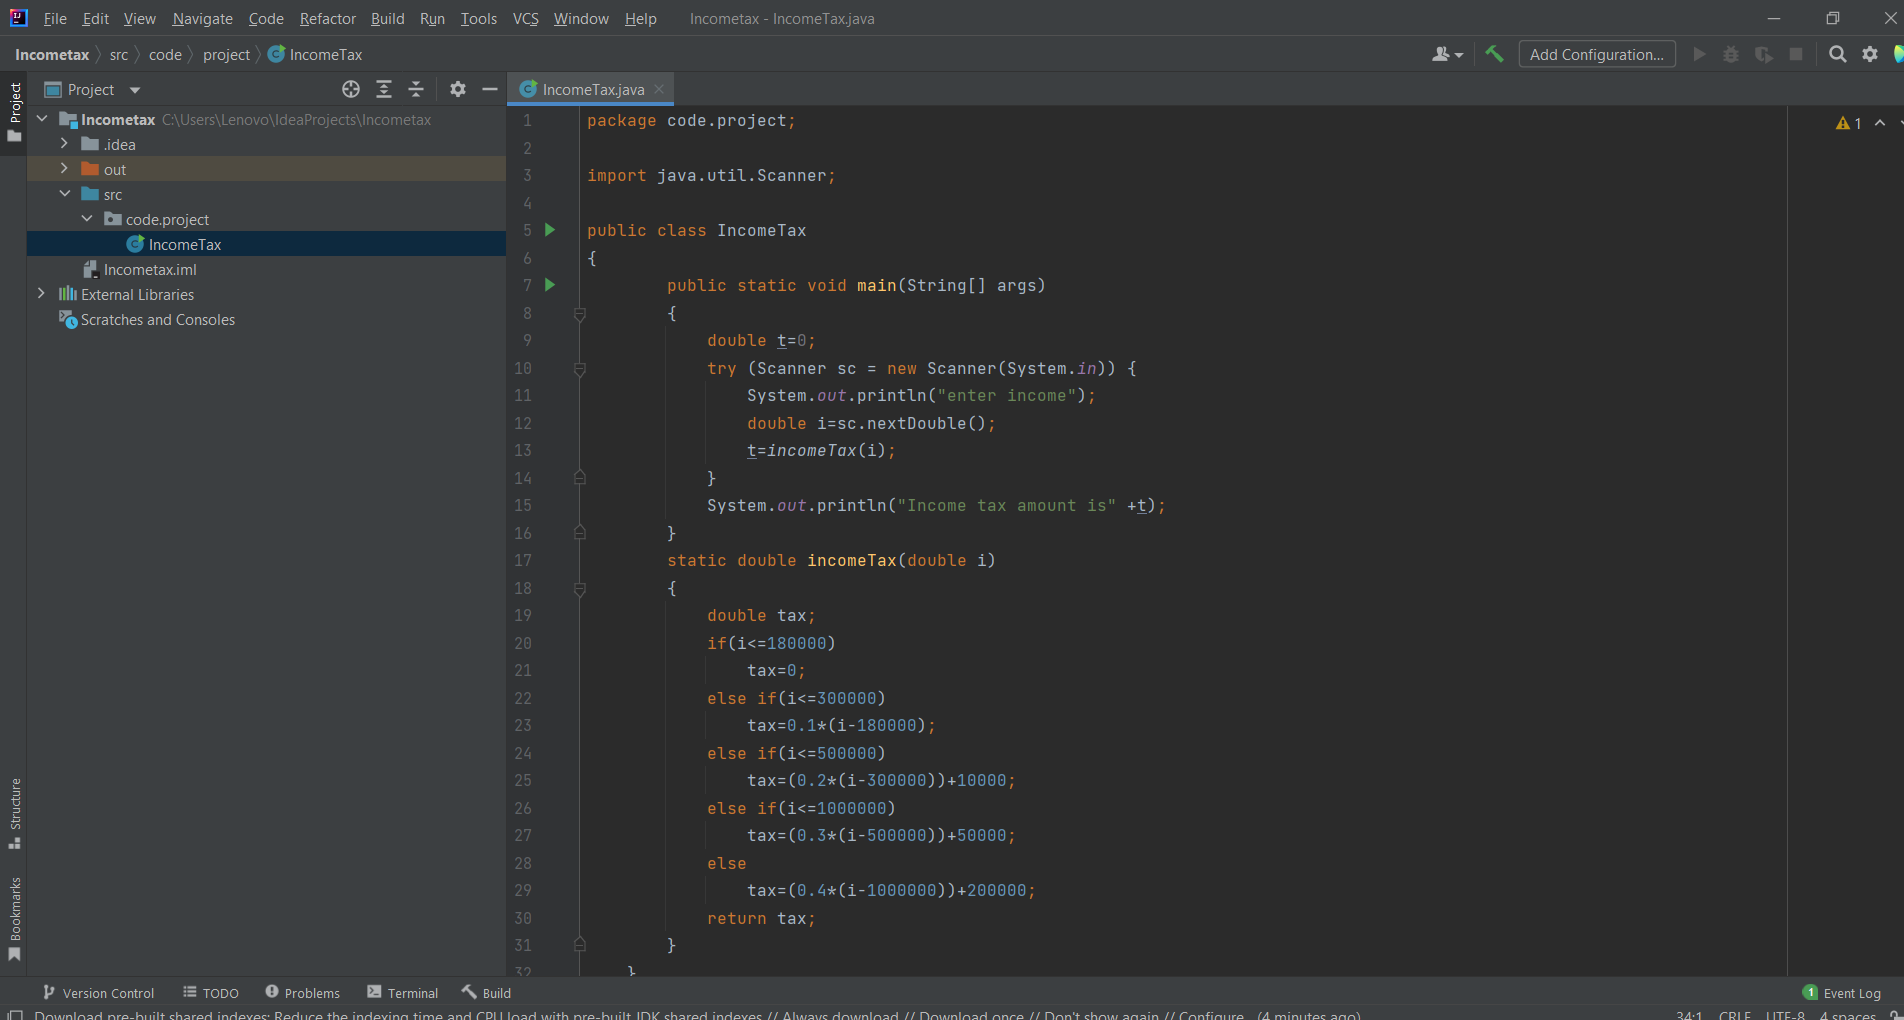 File Edit View Navigate Code Refactor Build Run Tools VCS Window Help Incometax - IncomeTax.java
Incometax src code project IncomeTax Add Configuration...
Project IncomeTax.java
Project
Incometax C:\Users\Lenovo\IdeaProjects\Incometax
.idea
out
src
code.project
IncomeTax
Incometax.iml
External Libraries
Scratches and Consoles
Structure
Bookmarks
1 package code.project;
2
3 import java.util.Scanner;
4
5 public class IncomeTax
6 {
7 public static void main(String[] args)
8 {
9 double t=0;
10 try (Scanner sc = new Scanner(System.in)) {
11 System.out.println("enter income");
12 double i=sc.nextDouble();
13 t=incomeTax(i);
14 }
15 System.out.println("Income tax amount is" +t);
16 }
17 static double incomeTax(double i)
18 {
19 double tax;
20 if(i<=180000)
21 tax=0;
22 else if(i<=300000)
23 tax=0.1*(i-180000);
24 else if(i<=500000)
25 tax=(0.2*(i-300000))+10000;
26 else if(i<=1000000)
27 tax=(0.3*(i-500000))+50000;
28 else
29 tax=(0.4*(i-1000000))+200000;
30 return tax;
31 }
32 }
1
Version Control TODO Problems Terminal Build 1 Event Log
Download pre-built shared indexes: Reduce the indexing time and CPU load with pre-built JDK shared indexes // Always download // Download once // Don't show again // Configure... (4 minutes ago) 34:1 CRLF UTF-8 4 spaces